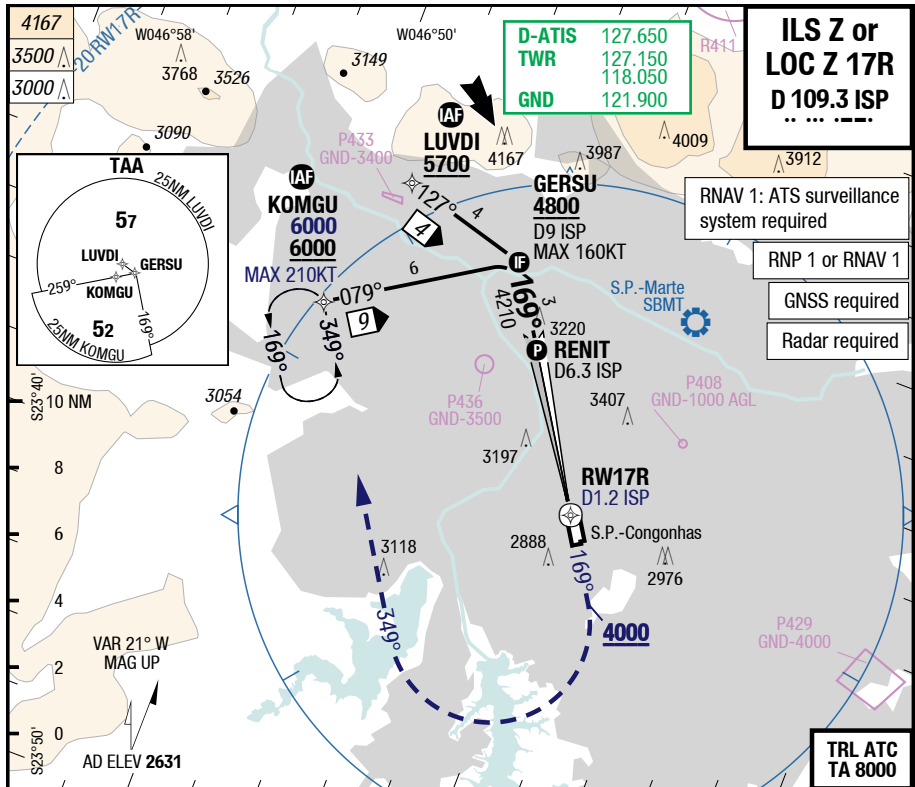 4167
3500
3000
20 RW17R
W046°58'
3768
3526
3149
3090
W046°50'
D-ATIS 127.650
TWR 127.150
118.050
GND 121.900
R411
ILS Z or
LOC Z 17R
D 109.3 ISP
4009
3912
3987
4167
IAF
LUVDI
5700
P433
GND-3400
IAF
KOMGU
6000
6000
MAX 210KT
TAA
25NM LUVDI
57
LUVDI
GERSU
KOMGU
259°
169°
52
25NM KOMGU
127°
4
4
GERSU
4800
D9 ISP
MAX 160KT
IF
RNAV 1: ATS surveillance
system required
RNP 1 or RNAV 1
GNSS required
Radar required
S.P.-Marte
SBMT
079°
6
9
169°
349°
169°
3
4210
3220
P
RENIT
D6.3 ISP
S23°40'
10 NM
3054
P436
GND-3500
P408
GND-1000 AGL
3407
3197
8
RW17R
D1.2 ISP
S.P.-Congonhas
6
3118
2888
2976
169°
4
349°
4000
P429
GND-4000
VAR 21° W
MAG UP
2
S23°50'
0
AD ELEV 2631
TRL ATC
TA 8000